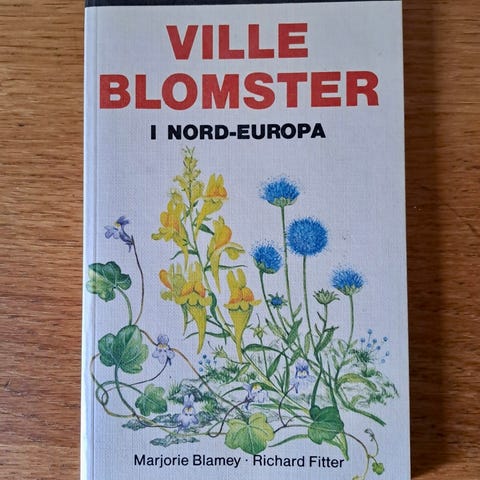 VILLE
BLOMSTER
I NORD-EUROPA
Marjorie Blamey · Richard Fitter